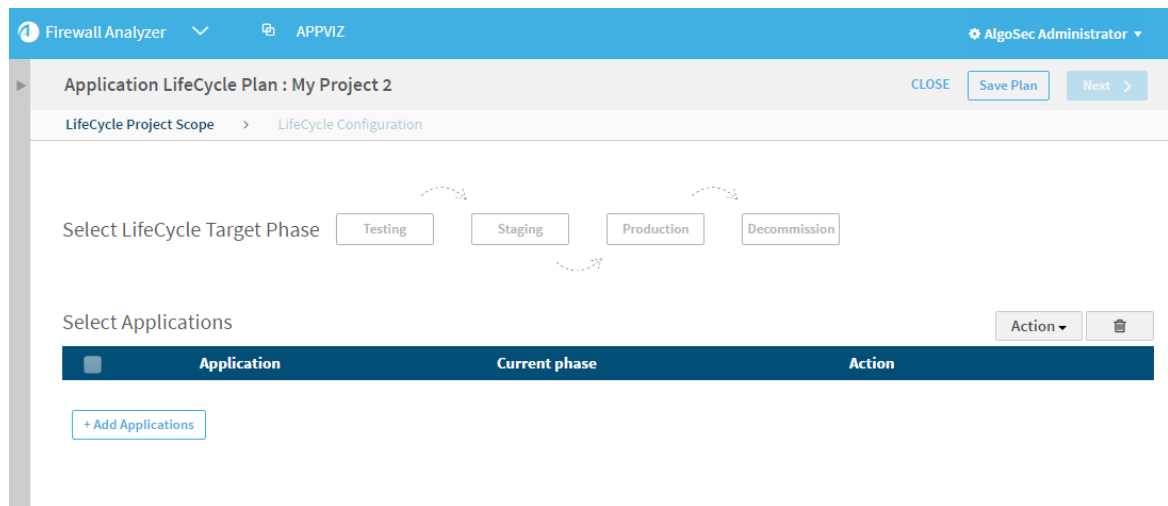 Firewall Analyzer APPVIZ AlgoSec Administrator
Application LifeCycle Plan : My Project 2 CLOSE Save Plan Next >
LifeCycle Project Scope > LifeCycle Configuration
Select LifeCycle Target Phase Testing Staging Production Decommission
Select Applications Action
Application Current phase Action
+ Add Applications